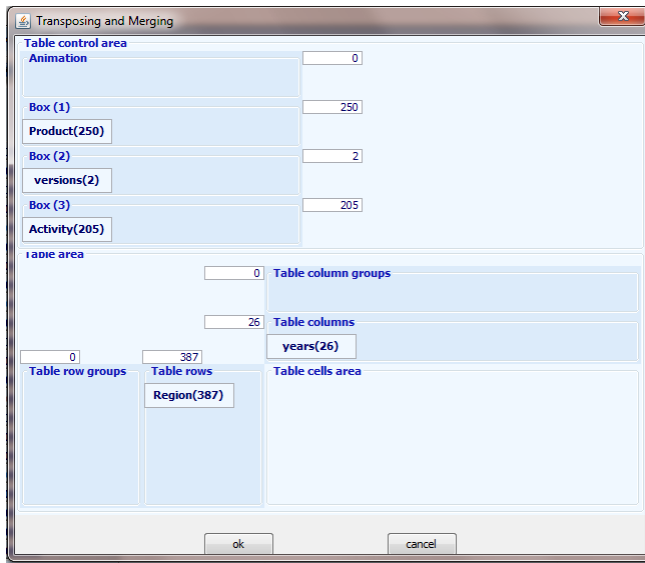 Transposing and Merging
Table control area
Animation
0
Box (1)
250
Product(250)
Box (2)
2
versions(2)
Box (3)
205
Activity(205)
Table area
0
Table column groups
26
Table columns
years(26)
0
387
Table row groups
Table rows
Table cells area
Region(387)
ok
cancel